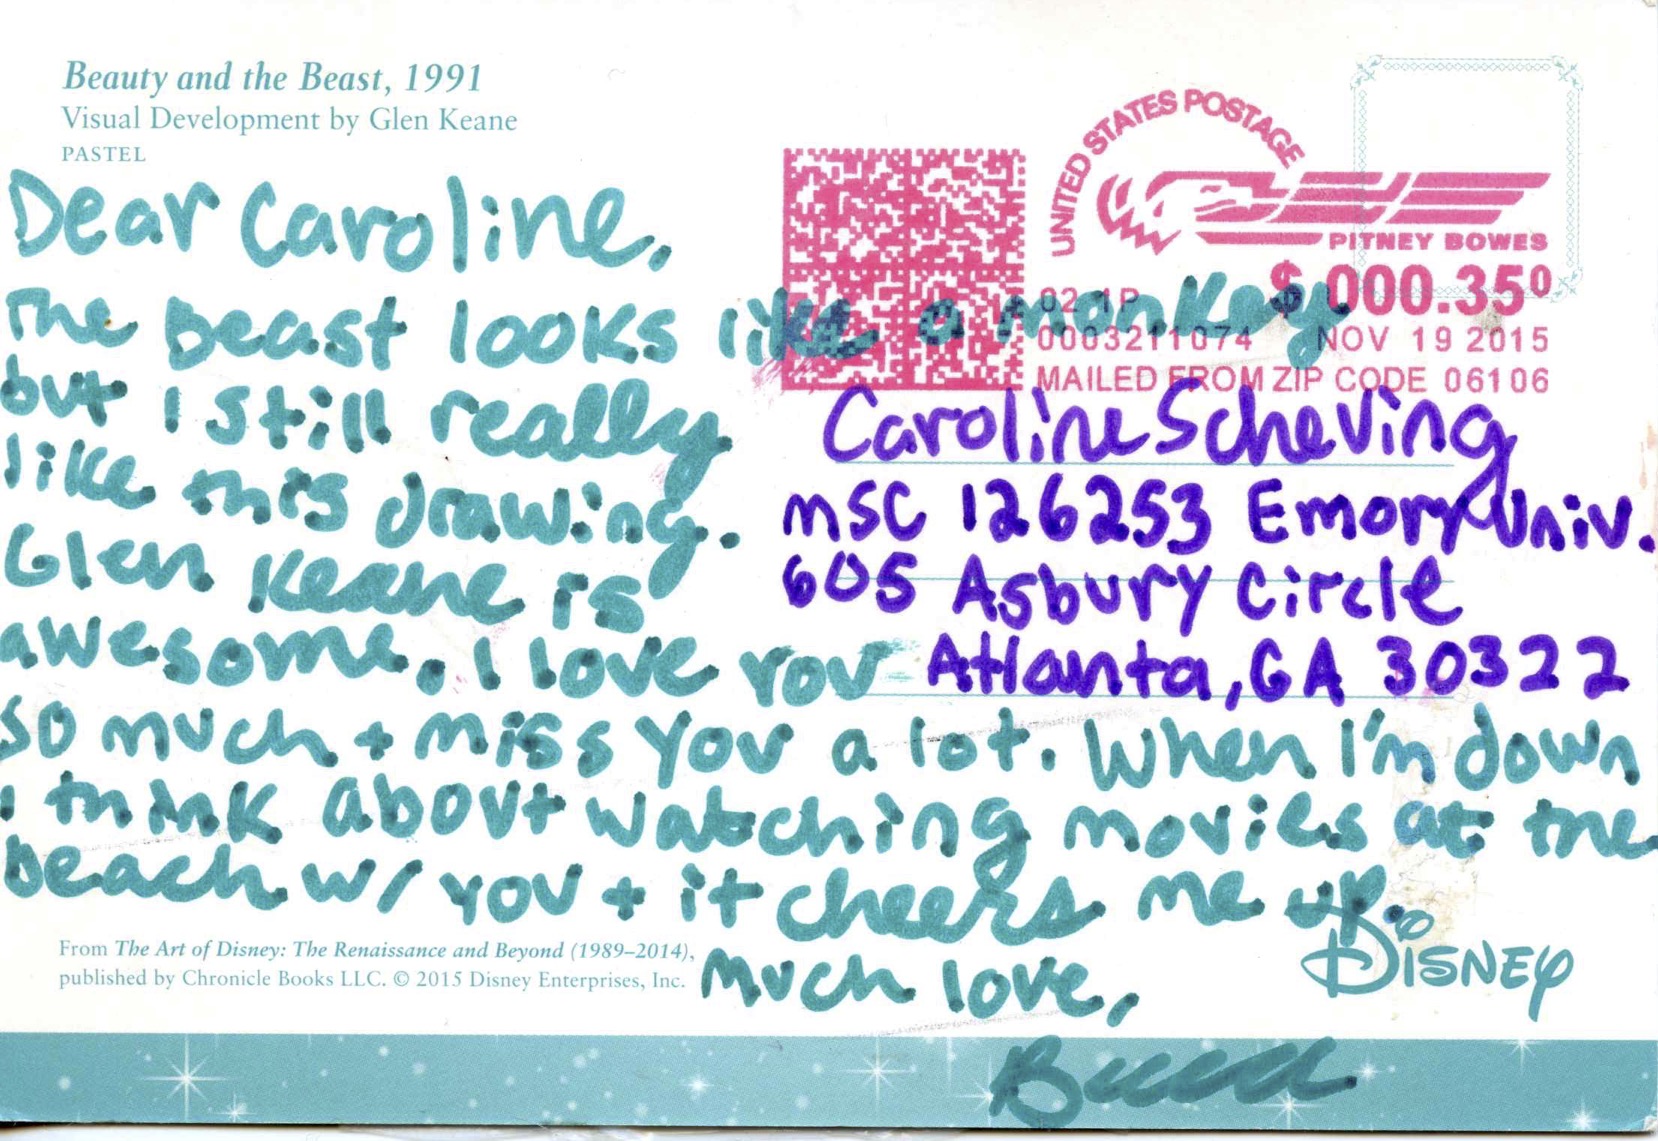 Beauty and the Beast, 1991
Visual Development by Glen Keane
PASTEL
UNITED STATES POSTAGE
PITNEY BOWES
02 1P $ 000.35⁰
0003211074 NOV 19 2015
MAILED FROM ZIP CODE 06106
Dear Caroline,
The beast looks like a monkey
but I still really
like this drawing.
Glen Keane is
awesome. I love you
so much + miss you a lot. When I'm down
I think about watching movies at the
beach w/ you + it cheers me up.
Much love,
Caroline Scheving
MSC 126253 Emory Univ.
605 Asbury Circle
Atlanta, GA 30322
From The Art of Disney: The Renaissance and Beyond (1989–2014),
published by Chronicle Books LLC. © 2015 Disney Enterprises, Inc.
DISNEY